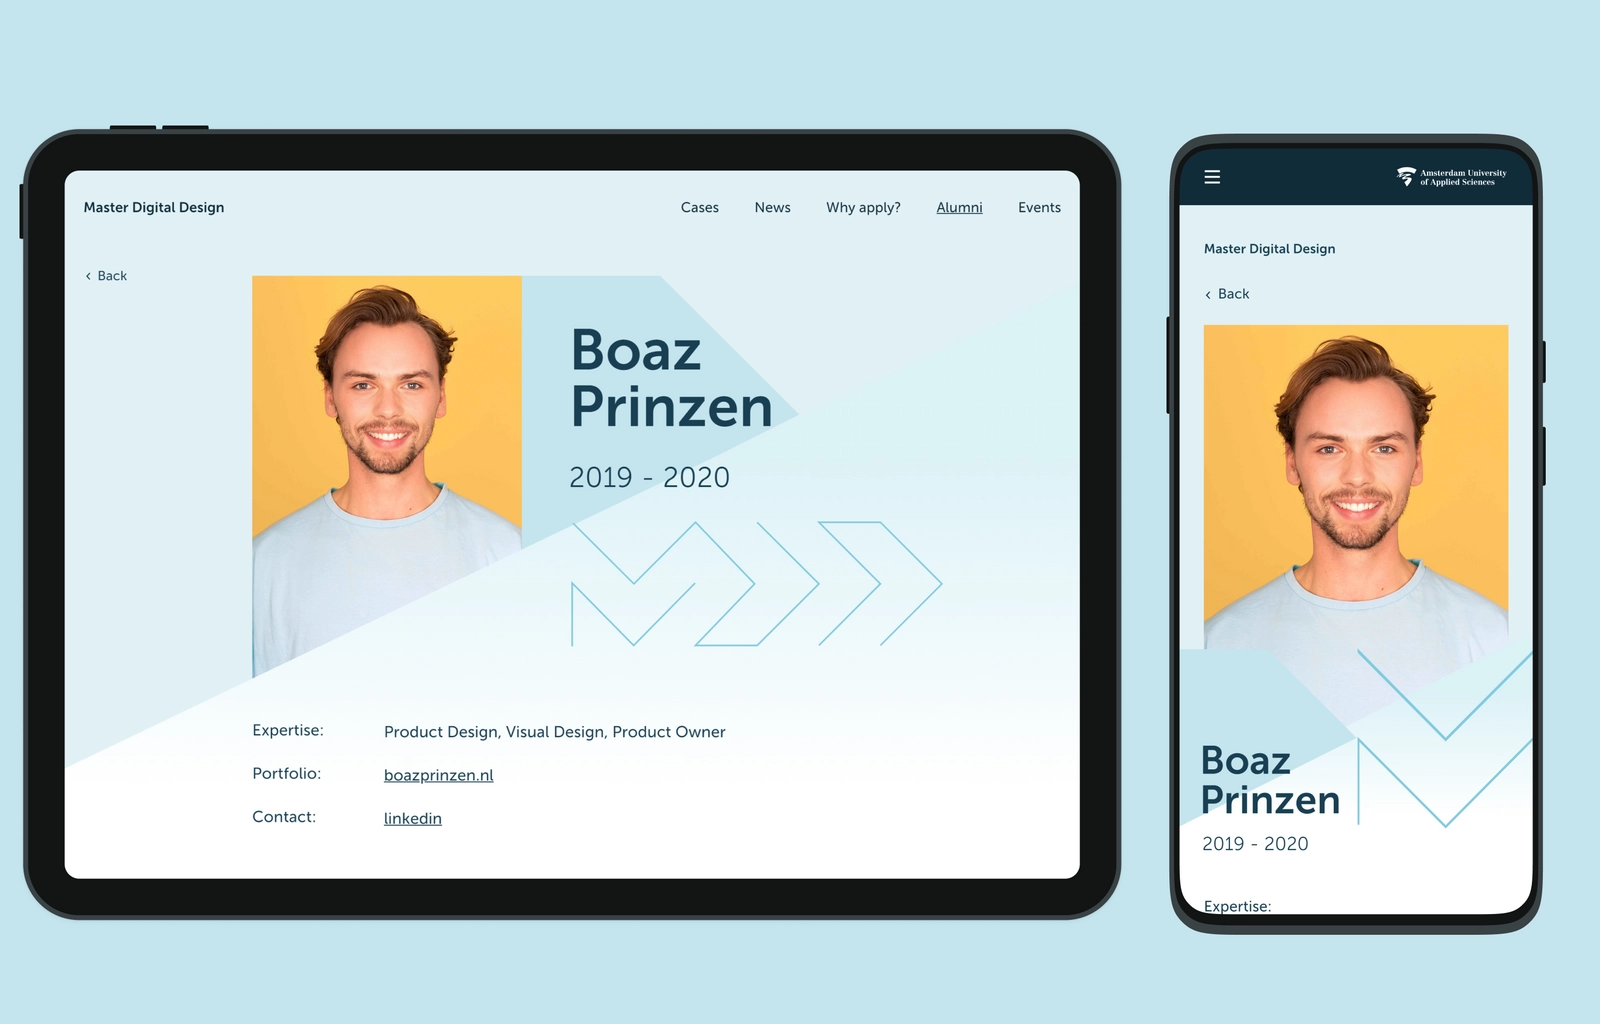 Master Digital Design
Cases
News
Why apply?
Alumni
Events
Back
Boaz
Prinzen
2019 - 2020
Expertise:
Product Design, Visual Design, Product Owner
Portfolio:
boazprinzen.nl
Contact:
linkedin
Amsterdam University
of Applied Sciences
Master Digital Design
Back
Boaz
Prinzen
2019 - 2020
Expertise: